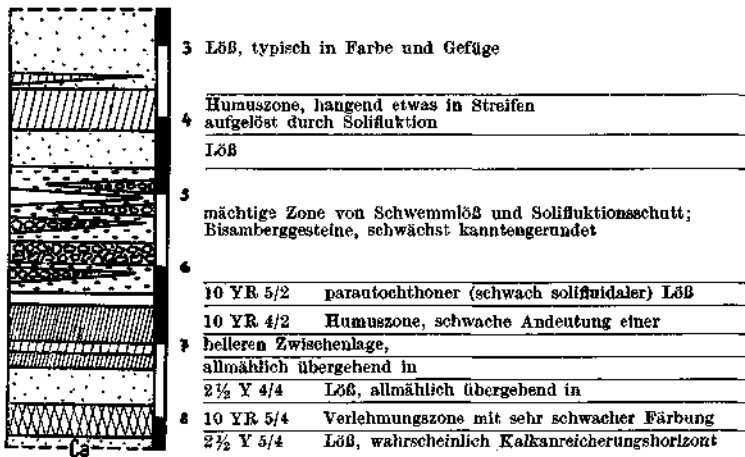 3 Löß, typisch in Farbe und Gefüge
Humuszone, hangend etwas in Streifen
4 aufgelöst durch Solifluktion
Löß
5
mächtige Zone von Schwemmlöß und Solifluktionsschutt;
Bisamberggesteine, schwächst kantengerundet
6
10 YR 5/2 parautochthoner (schwach solifluidaler) Löß
10 YR 4/2 Humuszone, schwache Andeutung einer
7 helleren Zwischenlage,
allmählich übergehend in
2½ Y 4/4 Löß, allmählich übergehend in
8 10 YR 5/4 Verlehmungszone mit sehr schwacher Färbung
2½ Y 5/4 Löß, wahrscheinlich Kalkanreicherungshorizont
Ca